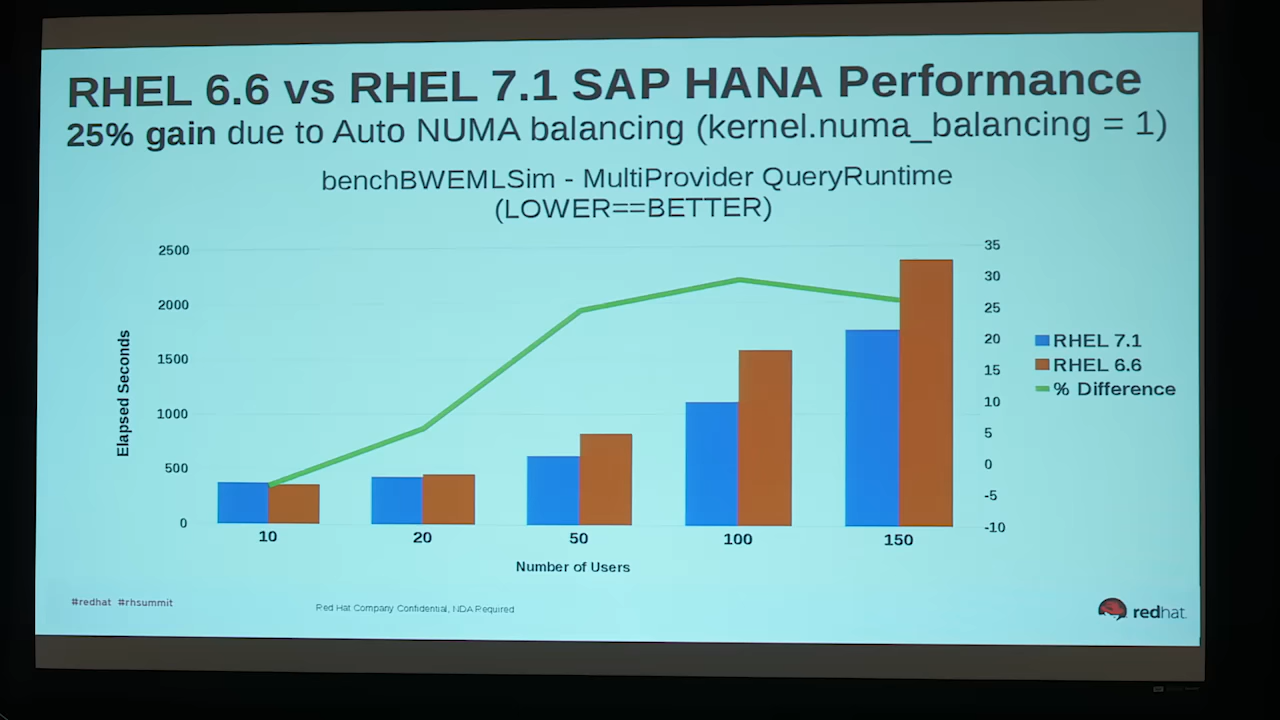 RHEL 6.6 vs RHEL 7.1 SAP HANA Performance
25% gain due to Auto NUMA balancing (kernel.numa_balancing = 1)
benchBWEMLSim - MultiProvider QueryRuntime
(LOWER==BETTER)
Elapsed Seconds
2500
2000
1500
1000
500
0
35
30
25
20
15
10
5
0
-5
-10
RHEL 7.1
RHEL 6.6
% Difference
10 20 50 100 150
Number of Users
#redhat #rhsummit
Red Hat Company Confidential, NDA Required
redhat.